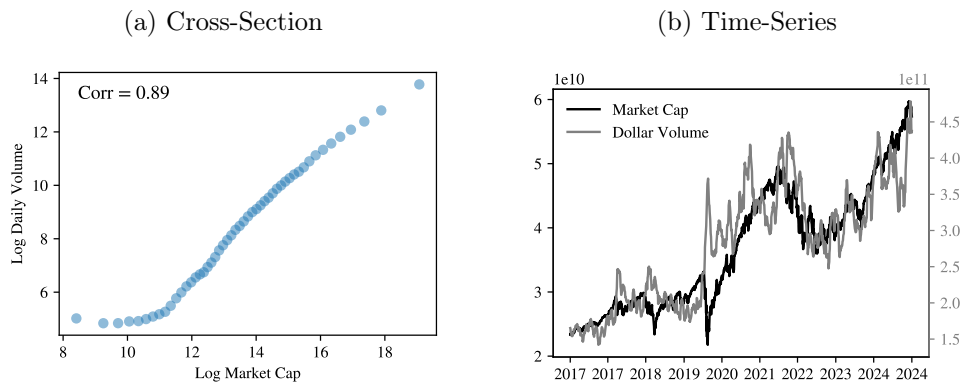 (a) Cross-Section
Corr = 0.89
14
12
10
8
6
Log Daily Volume
8 10 12 14 16 18
Log Market Cap
(b) Time-Series
1e10 1e11
Market Cap
Dollar Volume
6
5
4
3
2
4.5
4.0
3.5
3.0
2.5
2.0
1.5
2017 2017 2018 2019 2020 2021 2022 2023 2024 2024